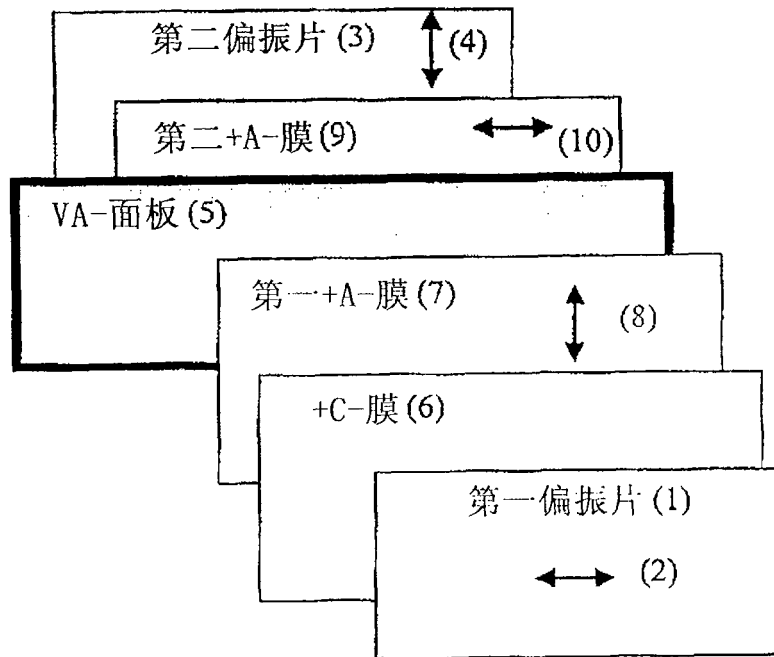 第二偏振片(3) (4)
第二+A-膜(9) (10)
VA-面板(5)
第一+A-膜(7) (8)
+C-膜(6)
第一偏振片(1)
(2)